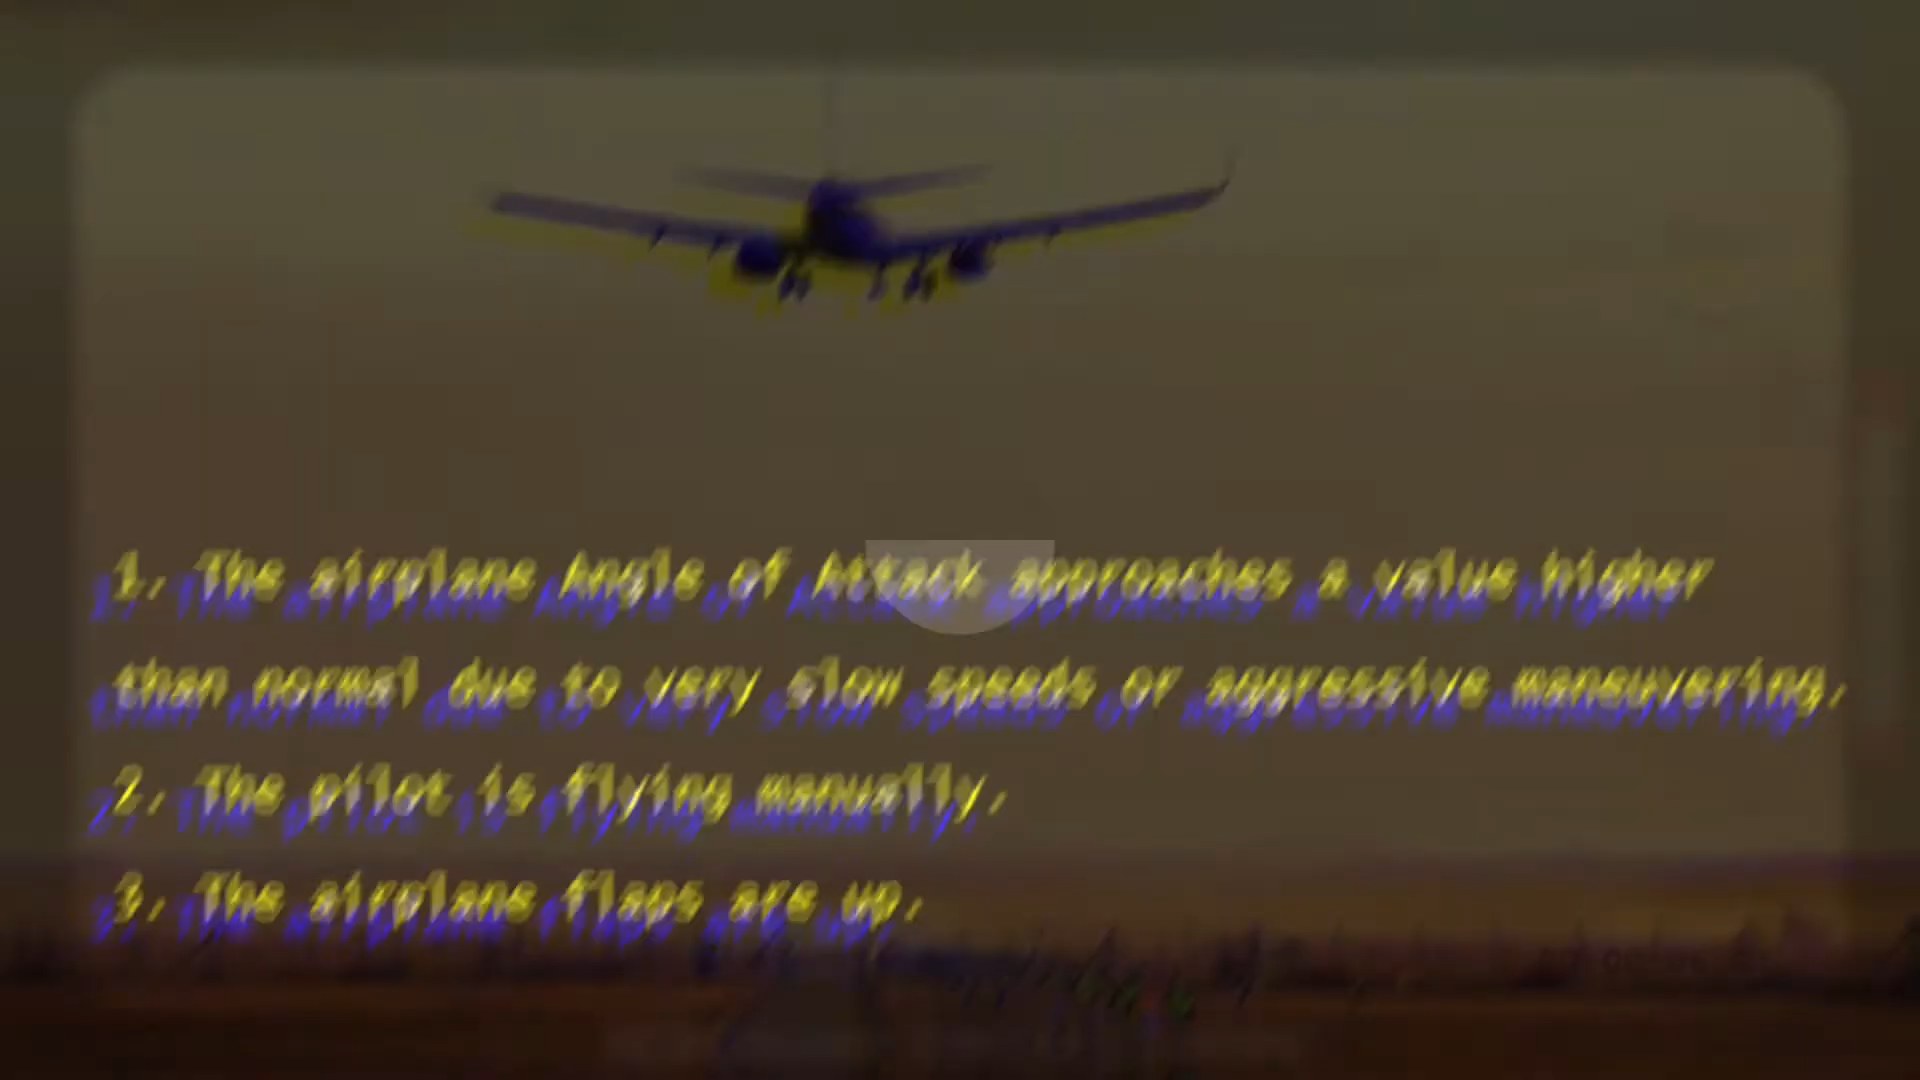 1. The airplane Angle of Attack approaches a value higher
than normal due to very slow speeds or aggressive maneuvering.
2. The pilot is flying manually.
3. The airplane flaps are up.